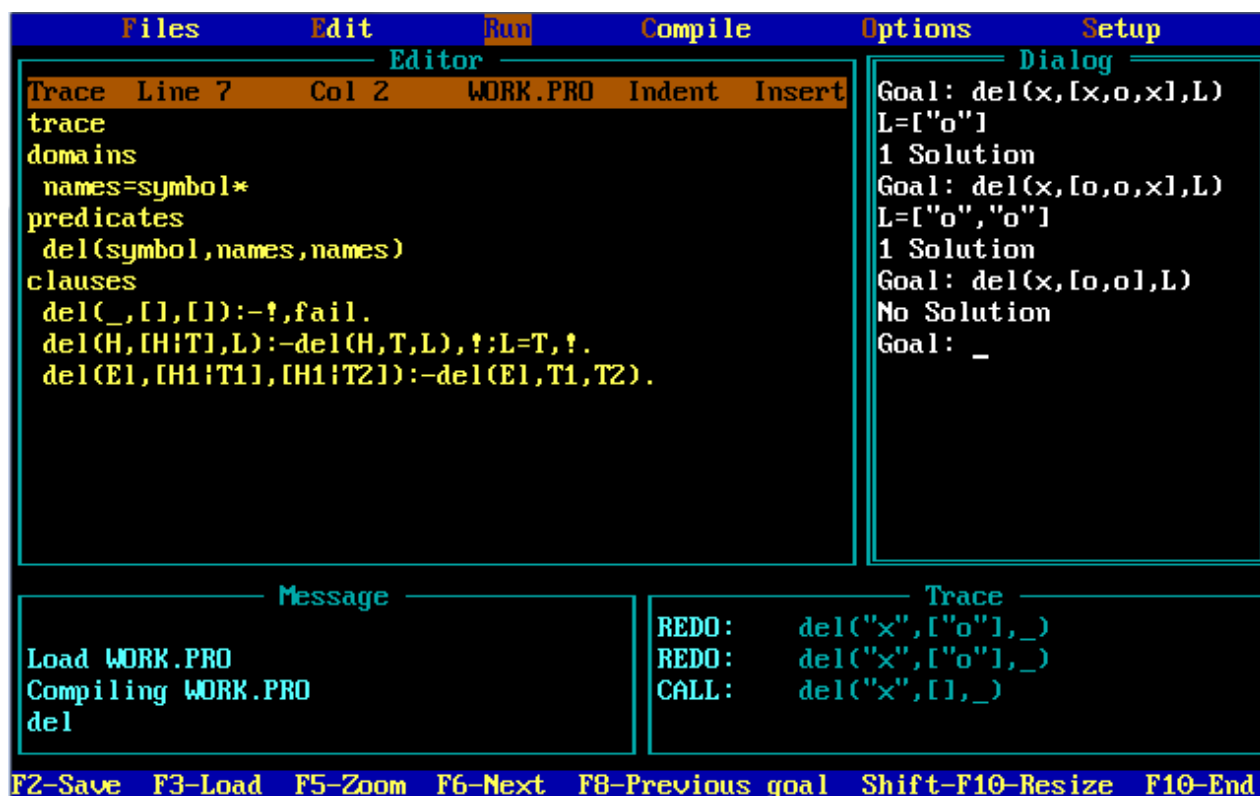 Files Edit Run Compile Options Setup
Editor
Trace Line 7 Col 2 WORK.PRO Indent Insert
trace
domains
names=symbol*
predicates
del(symbol,names,names)
clauses
del(_,[],[]):-!,fail.
del(H,[H|T],L):-del(H,T,L),!;L=T,!.
del(El,[H1|T1],[H1|T2]):-del(El,T1,T2).
Dialog
Goal: del(x,[x,o,x],L)
L=["o"]
1 Solution
Goal: del(x,[o,o,x],L)
L=["o","o"]
1 Solution
Goal: del(x,[o,o],L)
No Solution
Goal: _
Message
Load WORK.PRO
Compiling WORK.PRO
del
Trace
REDO: del("x",["o"],_)
REDO: del("x",["o"],_)
CALL: del("x",[],_)
F2-Save F3-Load F5-Zoom F6-Next F8-Previous goal Shift-F10-Resize F10-End